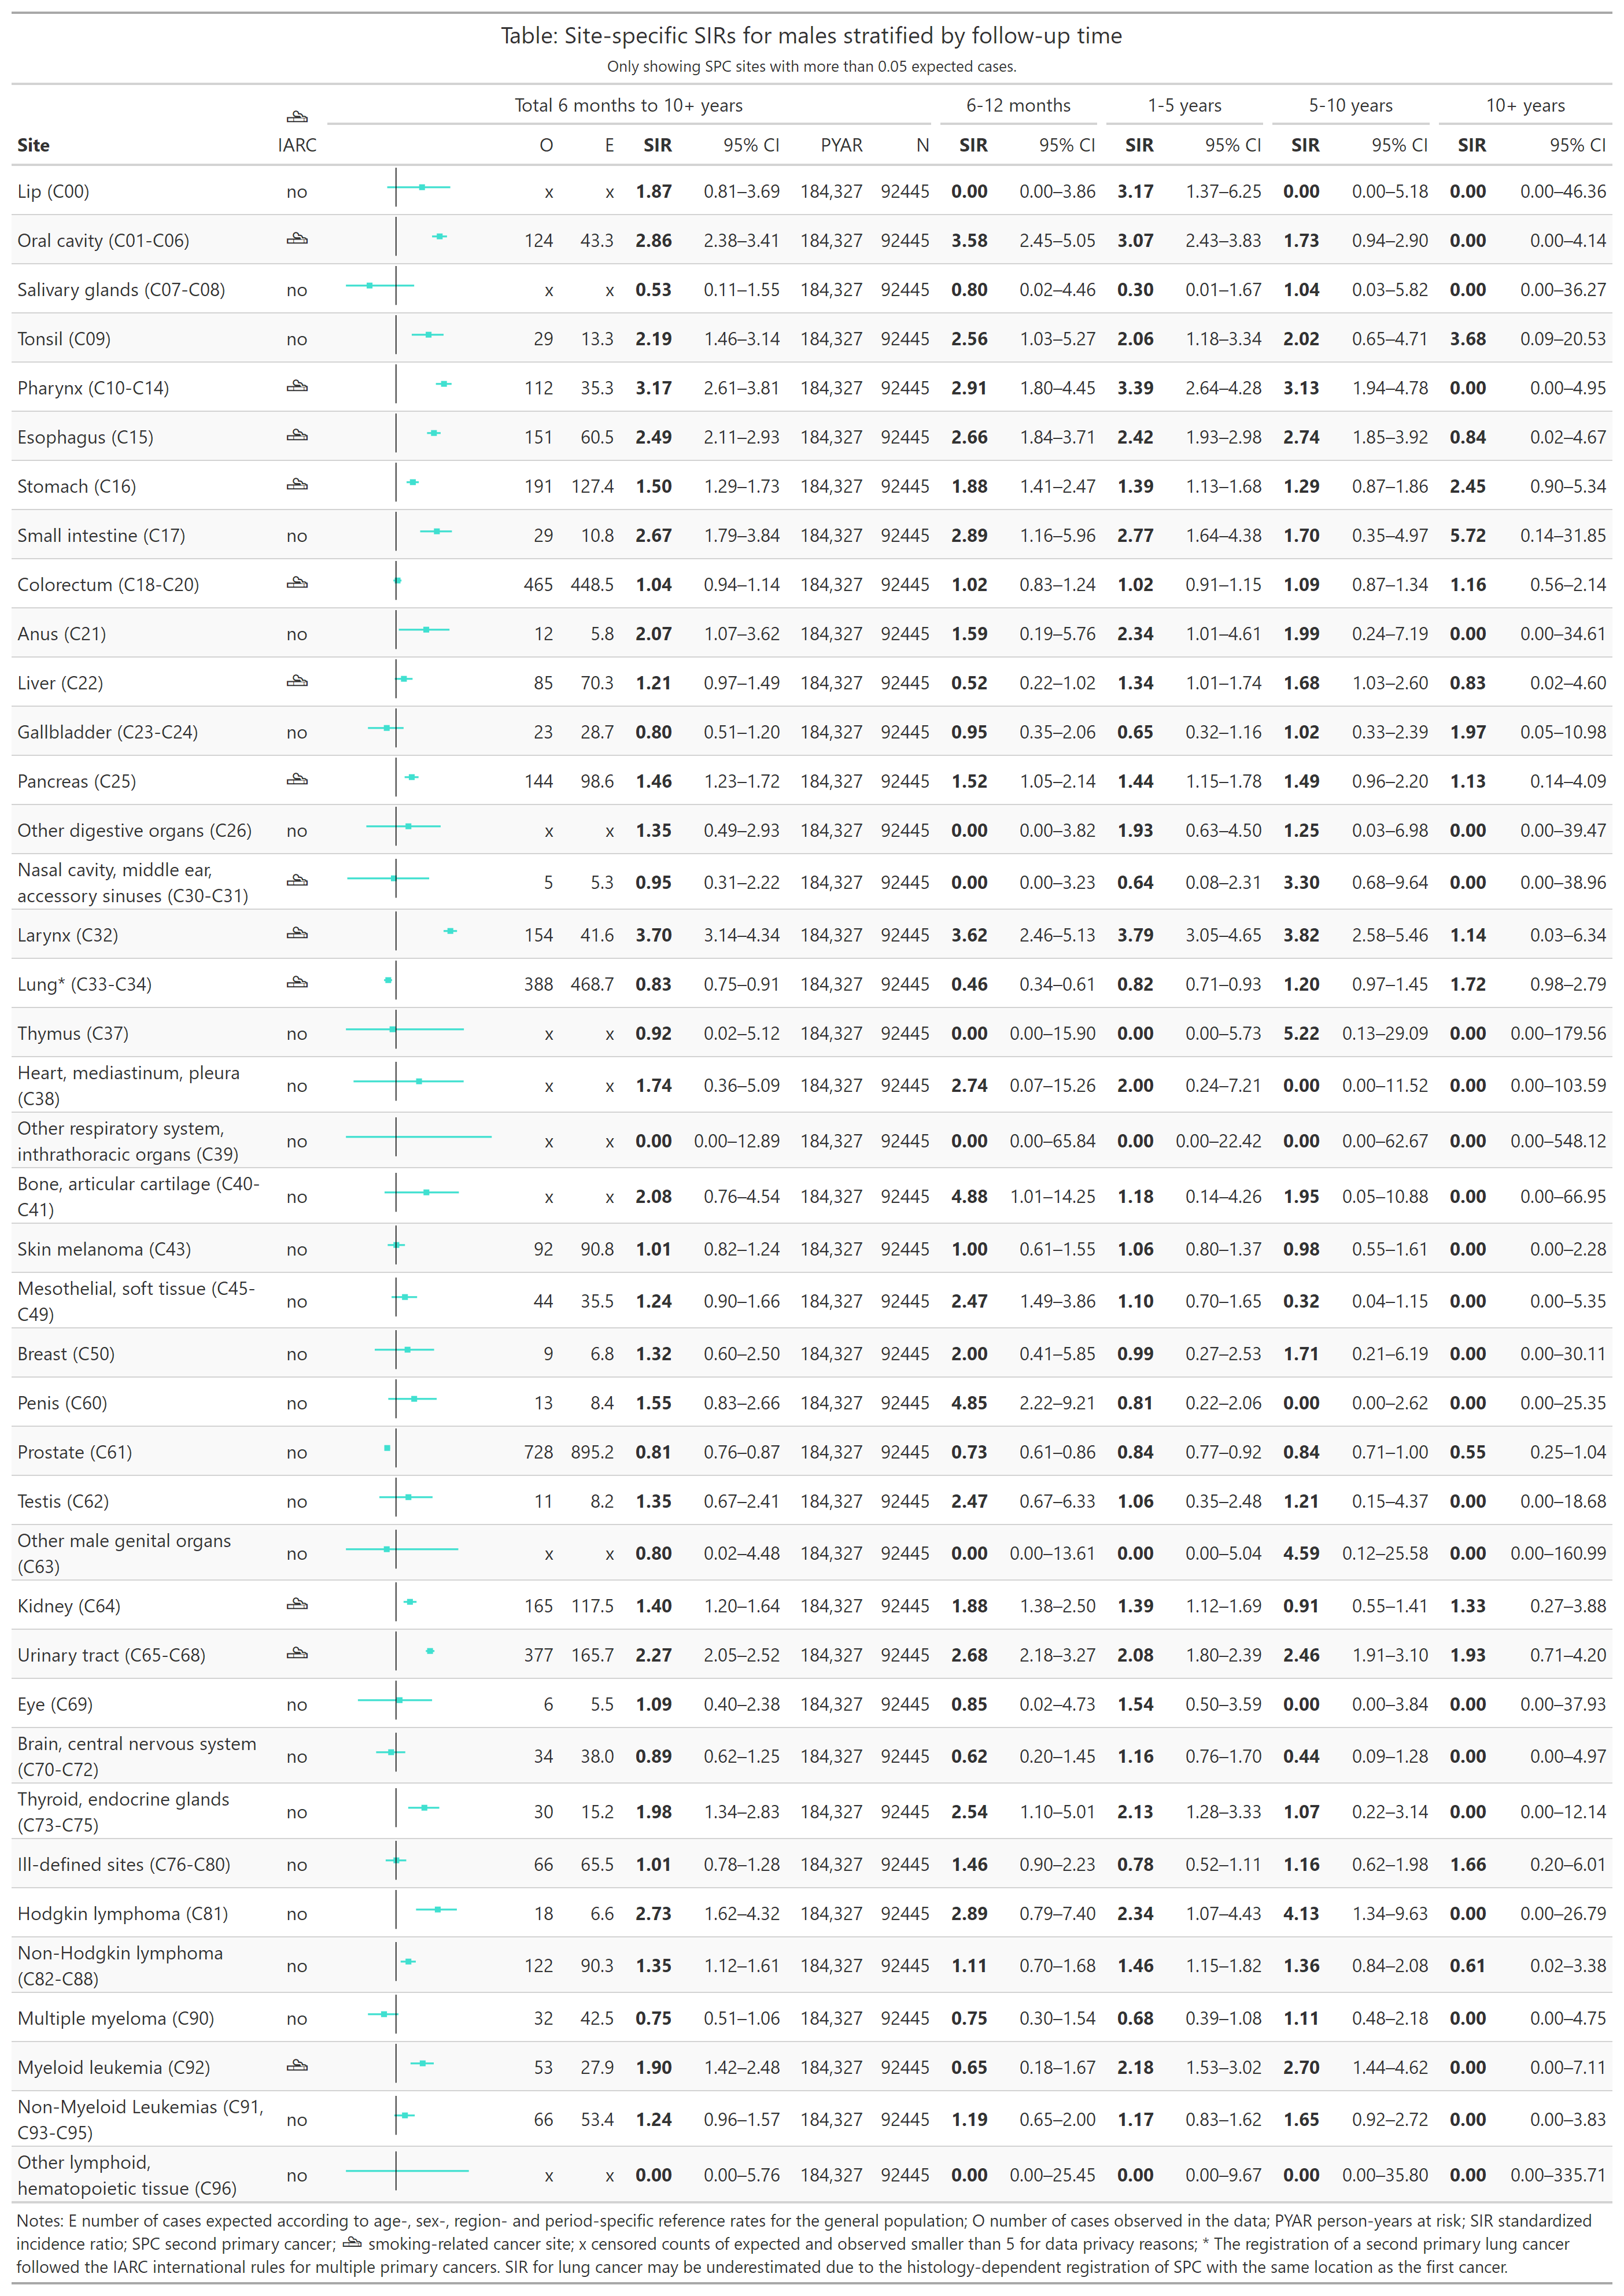 Table: Site-specific SIRs for males stratified by follow-up time
Only showing SPC sites with more than 0.05 expected cases.
Total 6 months to 10+ years 6-12 months 1-5 years 5-10 years 10+ years
Site IARC O E SIR 95% CI PYAR N SIR 95% CI SIR 95% CI SIR 95% CI SIR 95% CI
Lip (C00) no x x 1.87 0.81–3.69 184,327 92445 0.00 0.00–3.86 3.17 1.37–6.25 0.00 0.00–5.18 0.00 0.00–46.36
Oral cavity (C01-C06) 124 43.3 2.86 2.38–3.41 184,327 92445 3.58 2.45–5.05 3.07 2.43–3.83 1.73 0.94–2.90 0.00 0.00–4.14
Salivary glands (C07-C08) no x x 0.53 0.11–1.55 184,327 92445 0.80 0.02–4.46 0.30 0.01–1.67 1.04 0.03–5.82 0.00 0.00–36.27
Tonsil (C09) no 29 13.3 2.19 1.46–3.14 184,327 92445 2.56 1.03–5.27 2.06 1.18–3.34 2.02 0.65–4.71 3.68 0.09–20.53
Pharynx (C10-C14) 112 35.3 3.17 2.61–3.81 184,327 92445 2.91 1.80–4.45 3.39 2.64–4.28 3.13 1.94–4.78 0.00 0.00–4.95
Esophagus (C15) 151 60.5 2.49 2.11–2.93 184,327 92445 2.66 1.84–3.71 2.42 1.93–2.98 2.74 1.85–3.92 0.84 0.02–4.67
Stomach (C16) 191 127.4 1.50 1.29–1.73 184,327 92445 1.88 1.41–2.47 1.39 1.13–1.68 1.29 0.87–1.86 2.45 0.90–5.34
Small intestine (C17) no 29 10.8 2.67 1.79–3.84 184,327 92445 2.89 1.16–5.96 2.77 1.64–4.38 1.70 0.35–4.97 5.72 0.14–31.85
Colorectum (C18-C20) 465 448.5 1.04 0.94–1.14 184,327 92445 1.02 0.83–1.24 1.02 0.91–1.15 1.09 0.87–1.34 1.16 0.56–2.14
Anus (C21) no 12 5.8 2.07 1.07–3.62 184,327 92445 1.59 0.19–5.76 2.34 1.01–4.61 1.99 0.24–7.19 0.00 0.00–34.61
Liver (C22) 85 70.3 1.21 0.97–1.49 184,327 92445 0.52 0.22–1.02 1.34 1.01–1.74 1.68 1.03–2.60 0.83 0.02–4.60
Gallbladder (C23-C24) no 23 28.7 0.80 0.51–1.20 184,327 92445 0.95 0.35–2.06 0.65 0.32–1.16 1.02 0.33–2.39 1.97 0.05–10.98
Pancreas (C25) 144 98.6 1.46 1.23–1.72 184,327 92445 1.52 1.05–2.14 1.44 1.15–1.78 1.49 0.96–2.20 1.13 0.14–4.09
Other digestive organs (C26) no x x 1.35 0.49–2.93 184,327 92445 0.00 0.00–3.82 1.93 0.63–4.50 1.25 0.03–6.98 0.00 0.00–39.47
Nasal cavity, middle ear,
accessory sinuses (C30-C31) 5 5.3 0.95 0.31–2.22 184,327 92445 0.00 0.00–3.23 0.64 0.08–2.31 3.30 0.68–9.64 0.00 0.00–38.96
Larynx (C32) 154 41.6 3.70 3.14–4.34 184,327 92445 3.62 2.46–5.13 3.79 3.05–4.65 3.82 2.58–5.46 1.14 0.03–6.34
Lung* (C33-C34) 388 468.7 0.83 0.75–0.91 184,327 92445 0.46 0.34–0.61 0.82 0.71–0.93 1.20 0.97–1.45 1.72 0.98–2.79
Thymus (C37) no x x 0.92 0.02–5.12 184,327 92445 0.00 0.00–15.90 0.00 0.00–5.73 5.22 0.13–29.09 0.00 0.00–179.56
Heart, mediastinum, pleura
(C38) no x x 1.74 0.36–5.09 184,327 92445 2.74 0.07–15.26 2.00 0.24–7.21 0.00 0.00–11.52 0.00 0.00–103.59
Other respiratory system,
inthrathoracic organs (C39) no x x 0.00 0.00–12.89 184,327 92445 0.00 0.00–65.84 0.00 0.00–22.42 0.00 0.00–62.67 0.00 0.00–548.12
Bone, articular cartilage (C40-
C41) no x x 2.08 0.76–4.54 184,327 92445 4.88 1.01–14.25 1.18 0.14–4.26 1.95 0.05–10.88 0.00 0.00–66.95
Skin melanoma (C43) no 92 90.8 1.01 0.82–1.24 184,327 92445 1.00 0.61–1.55 1.06 0.80–1.37 0.98 0.55–1.61 0.00 0.00–2.28
Mesothelial, soft tissue (C45-
C49) no 44 35.5 1.24 0.90–1.66 184,327 92445 2.47 1.49–3.86 1.10 0.70–1.65 0.32 0.04–1.15 0.00 0.00–5.35
Breast (C50) no 9 6.8 1.32 0.60–2.50 184,327 92445 2.00 0.41–5.85 0.99 0.27–2.53 1.71 0.21–6.19 0.00 0.00–30.11
Penis (C60) no 13 8.4 1.55 0.83–2.66 184,327 92445 4.85 2.22–9.21 0.81 0.22–2.06 0.00 0.00–2.62 0.00 0.00–25.35
Prostate (C61) no 728 895.2 0.81 0.76–0.87 184,327 92445 0.73 0.61–0.86 0.84 0.77–0.92 0.84 0.71–1.00 0.55 0.25–1.04
Testis (C62) no 11 8.2 1.35 0.67–2.41 184,327 92445 2.47 0.67–6.33 1.06 0.35–2.48 1.21 0.15–4.37 0.00 0.00–18.68
Other male genital organs
(C63) no x x 0.80 0.02–4.48 184,327 92445 0.00 0.00–13.61 0.00 0.00–5.04 4.59 0.12–25.58 0.00 0.00–160.99
Kidney (C64) 165 117.5 1.40 1.20–1.64 184,327 92445 1.88 1.38–2.50 1.39 1.12–1.69 0.91 0.55–1.41 1.33 0.27–3.88
Urinary tract (C65-C68) 377 165.7 2.27 2.05–2.52 184,327 92445 2.68 2.18–3.27 2.08 1.80–2.39 2.46 1.91–3.10 1.93 0.71–4.20
Eye (C69) no 6 5.5 1.09 0.40–2.38 184,327 92445 0.85 0.02–4.73 1.54 0.50–3.59 0.00 0.00–3.84 0.00 0.00–37.93
Brain, central nervous system
(C70-C72) no 34 38.0 0.89 0.62–1.25 184,327 92445 0.62 0.20–1.45 1.16 0.76–1.70 0.44 0.09–1.28 0.00 0.00–4.97
Thyroid, endocrine glands
(C73-C75) no 30 15.2 1.98 1.34–2.83 184,327 92445 2.54 1.10–5.01 2.13 1.28–3.33 1.07 0.22–3.14 0.00 0.00–12.14
Ill-defined sites (C76-C80) no 66 65.5 1.01 0.78–1.28 184,327 92445 1.46 0.90–2.23 0.78 0.52–1.11 1.16 0.62–1.98 1.66 0.20–6.01
Hodgkin lymphoma (C81) no 18 6.6 2.73 1.62–4.32 184,327 92445 2.89 0.79–7.40 2.34 1.07–4.43 4.13 1.34–9.63 0.00 0.00–26.79
Non-Hodgkin lymphoma
(C82-C88) no 122 90.3 1.35 1.12–1.61 184,327 92445 1.11 0.70–1.68 1.46 1.15–1.82 1.36 0.84–2.08 0.61 0.02–3.38
Multiple myeloma (C90) no 32 42.5 0.75 0.51–1.06 184,327 92445 0.75 0.30–1.54 0.68 0.39–1.08 1.11 0.48–2.18 0.00 0.00–4.75
Myeloid leukemia (C92) 53 27.9 1.90 1.42–2.48 184,327 92445 0.65 0.18–1.67 2.18 1.53–3.02 2.70 1.44–4.62 0.00 0.00–7.11
Non-Myeloid Leukemias (C91,
C93-C95) no 66 53.4 1.24 0.96–1.57 184,327 92445 1.19 0.65–2.00 1.17 0.83–1.62 1.65 0.92–2.72 0.00 0.00–3.83
Other lymphoid,
hematopoietic tissue (C96) no x x 0.00 0.00–5.76 184,327 92445 0.00 0.00–25.45 0.00 0.00–9.67 0.00 0.00–35.80 0.00 0.00–335.71
Notes: E number of cases expected according to age-, sex-, region- and period-specific reference rates for the general population; O number of cases observed in the data; PYAR person-years at risk; SIR standardized
incidence ratio; SPC second primary cancer; smoking-related cancer site; x censored counts of expected and observed smaller than 5 for data privacy reasons; * The registration of a second primary lung cancer
followed the IARC international rules for multiple primary cancers. SIR for lung cancer may be underestimated due to the histology-dependent registration of SPC with the same location as the first cancer.